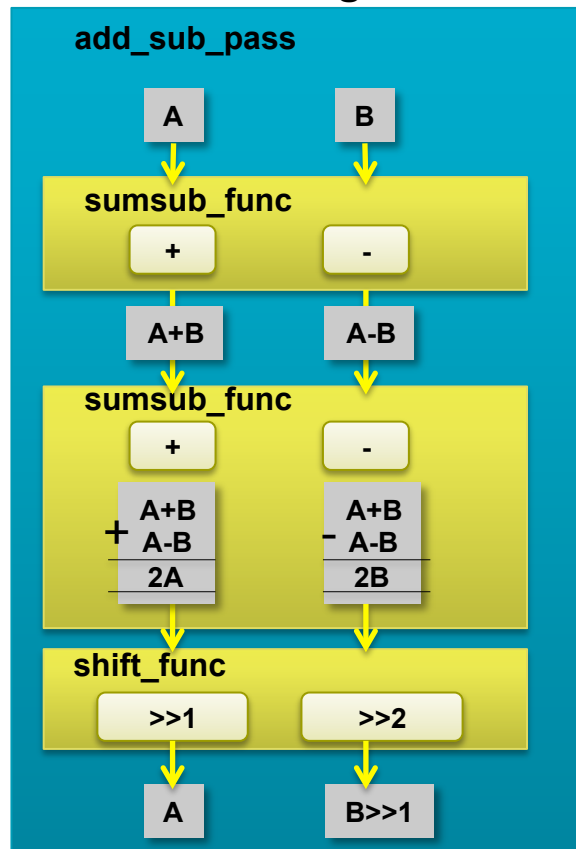 add_sub_pass
A B
sumsub_func
+ -
A+B A-B
sumsub_func
+ -
A+B A+B
+ A-B - A-B
2A 2B
shift_func
>>1 >>2
A B>>1